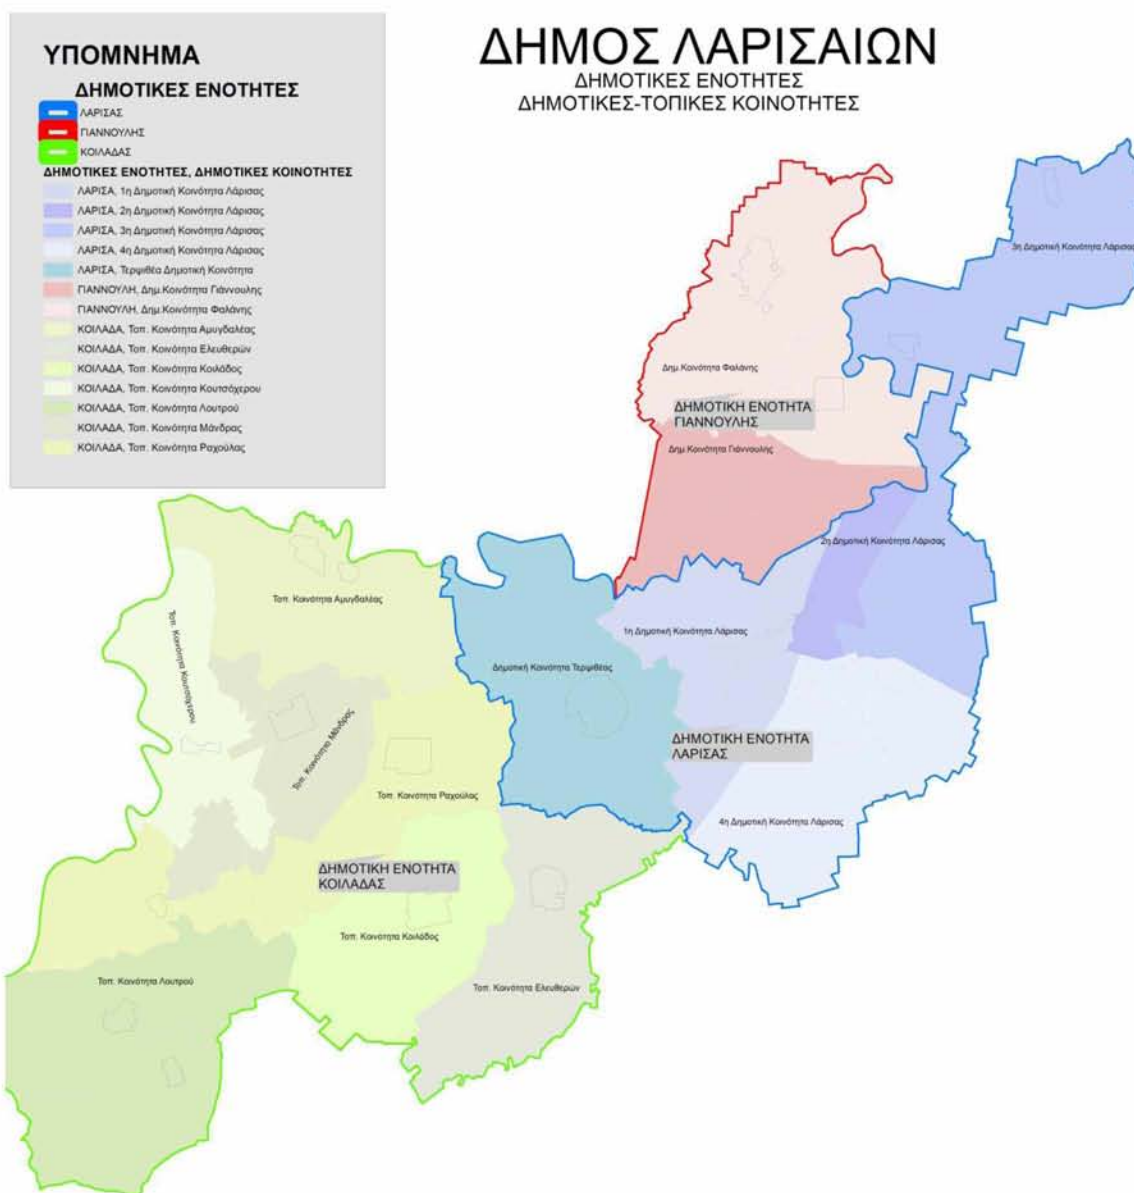 ΥΠΟΜΝΗΜΑ
ΔΗΜΟΤΙΚΕΣ ΕΝΟΤΗΤΕΣ
ΛΑΡΙΣΑΣ
ΓΙΑΝΝΟΥΛΗΣ
ΚΟΙΛΑΔΑΣ
ΔΗΜΟΤΙΚΕΣ ΕΝΟΤΗΤΕΣ, ΔΗΜΟΤΙΚΕΣ ΚΟΙΝΟΤΗΤΕΣ
ΛΑΡΙΣΑ, 1η Δημοτική Κοινότητα Λάρισας
ΛΑΡΙΣΑ, 2η Δημοτική Κοινότητα Λάρισας
ΛΑΡΙΣΑ, 3η Δημοτική Κοινότητα Λάρισας
ΛΑΡΙΣΑ, 4η Δημοτική Κοινότητα Λάρισας
ΛΑΡΙΣΑ, Τερψιθέα Δημοτική Κοινότητα
ΓΙΑΝΝΟΥΛΗ, Δημ.Κοινότητα Γιάννουλης
ΓΙΑΝΝΟΥΛΗ, Δημ.Κοινότητα Φαλάνης
ΚΟΙΛΑΔΑ, Τοπ. Κοινότητα Αμυγδαλέας
ΚΟΙΛΑΔΑ, Τοπ. Κοινότητα Ελευθερών
ΚΟΙΛΑΔΑ, Τοπ. Κοινότητα Κοιλάδος
ΚΟΙΛΑΔΑ, Τοπ. Κοινότητα Κουτσόχερου
ΚΟΙΛΑΔΑ, Τοπ. Κοινότητα Λουτρού
ΚΟΙΛΑΔΑ, Τοπ. Κοινότητα Μάνδρας
ΚΟΙΛΑΔΑ, Τοπ. Κοινότητα Ραχούλας
ΔΗΜΟΣ ΛΑΡΙΣΑΙΩΝ
ΔΗΜΟΤΙΚΕΣ ΕΝΟΤΗΤΕΣ
ΔΗΜΟΤΙΚΕΣ-ΤΟΠΙΚΕΣ ΚΟΙΝΟΤΗΤΕΣ
3η Δημοτική Κοινότητα Λάρισας
Δημ.Κοινότητα Φαλάνης
ΔΗΜΟΤΙΚΗ ΕΝΟΤΗΤΑ
ΓΙΑΝΝΟΥΛΗΣ
Δημ.Κοινότητα Γιάννουλης
2η Δημοτική Κοινότητα Λάρισας
Τοπ. Κοινότητα Αμυγδαλέας
Τοπ. Κοινότητα Κουτσόχερου
1η Δημοτική Κοινότητα Λάρισας
Δημοτική Κοινότητα Τερψιθέας
Τοπ. Κοινότητα Μάνδρας
ΔΗΜΟΤΙΚΗ ΕΝΟΤΗΤΑ
ΛΑΡΙΣΑΣ
Τοπ. Κοινότητα Ραχούλας
4η Δημοτική Κοινότητα Λάρισας
ΔΗΜΟΤΙΚΗ ΕΝΟΤΗΤΑ
ΚΟΙΛΑΔΑΣ
Τοπ. Κοινότητα Κοιλάδος
Τοπ. Κοινότητα Λουτρού
Τοπ. Κοινότητα Ελευθερών